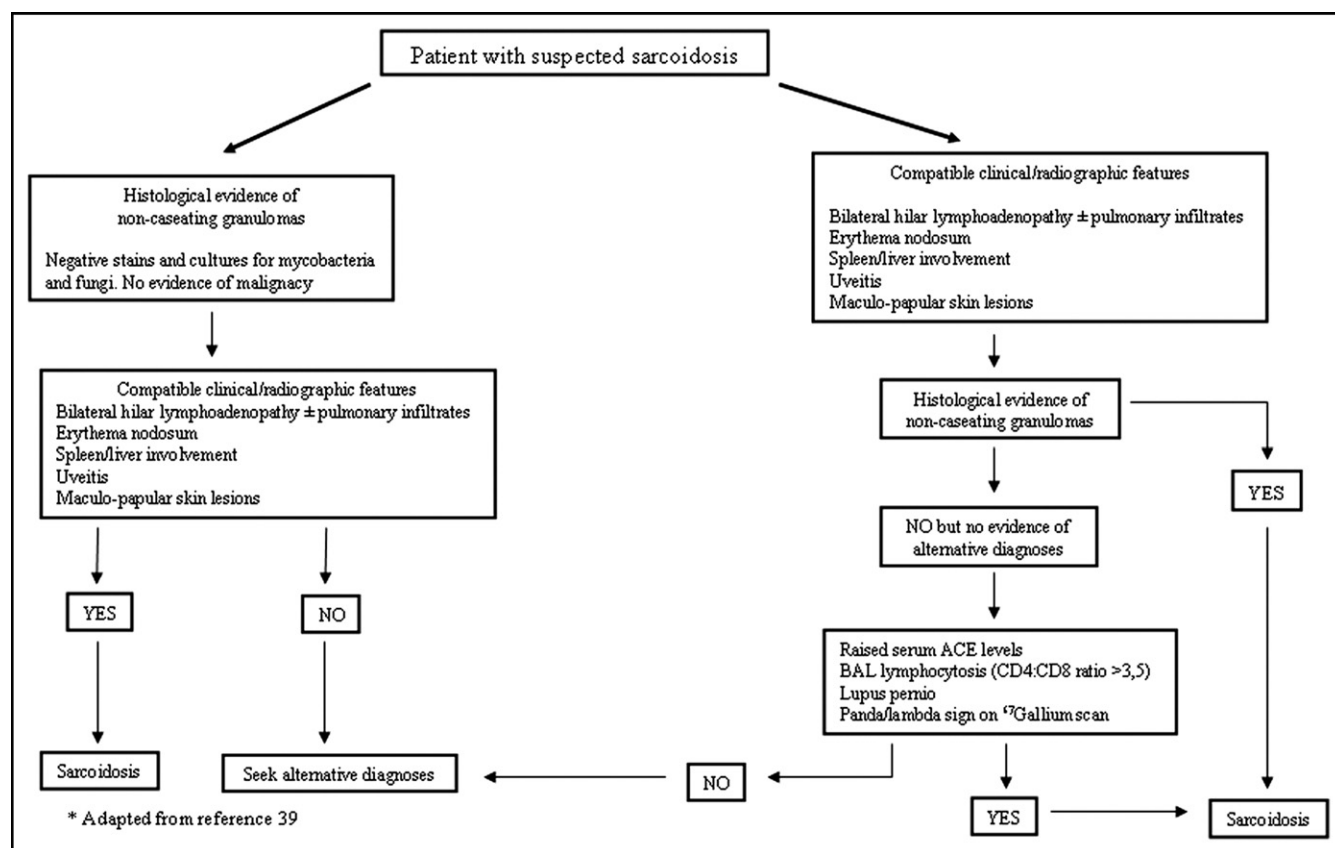 Patient with suspected sarcoidosis
Histological evidence of
non-caseating granulomas
Negative stains and cultures for mycobacteria
and fungi. No evidence of malignacy
Compatible clinical/radiographic features
Bilateral hilar lymphoadenopathy ± pulmonary infiltrates
Erythema nodosum
Spleen/liver involvement
Uveitis
Maculo-papular skin lesions
YES
NO
Sarcoidosis
Seek alternative diagnoses
* Adapted from reference 39
Compatible clinical/radiographic features
Bilateral hilar lymphoadenopathy ± pulmonary infiltrates
Erythema nodosum
Spleen/liver involvement
Uveitis
Maculo-papular skin lesions
Histological evidence of
non-caseating granulomas
YES
NO but no evidence of
alternative diagnoses
Raised serum ACE levels
BAL lymphocytosis (CD4:CD8 ratio >3,5)
Lupus pernio
Panda/lambda sign on ⁶⁷Gallium scan
NO
YES
Sarcoidosis